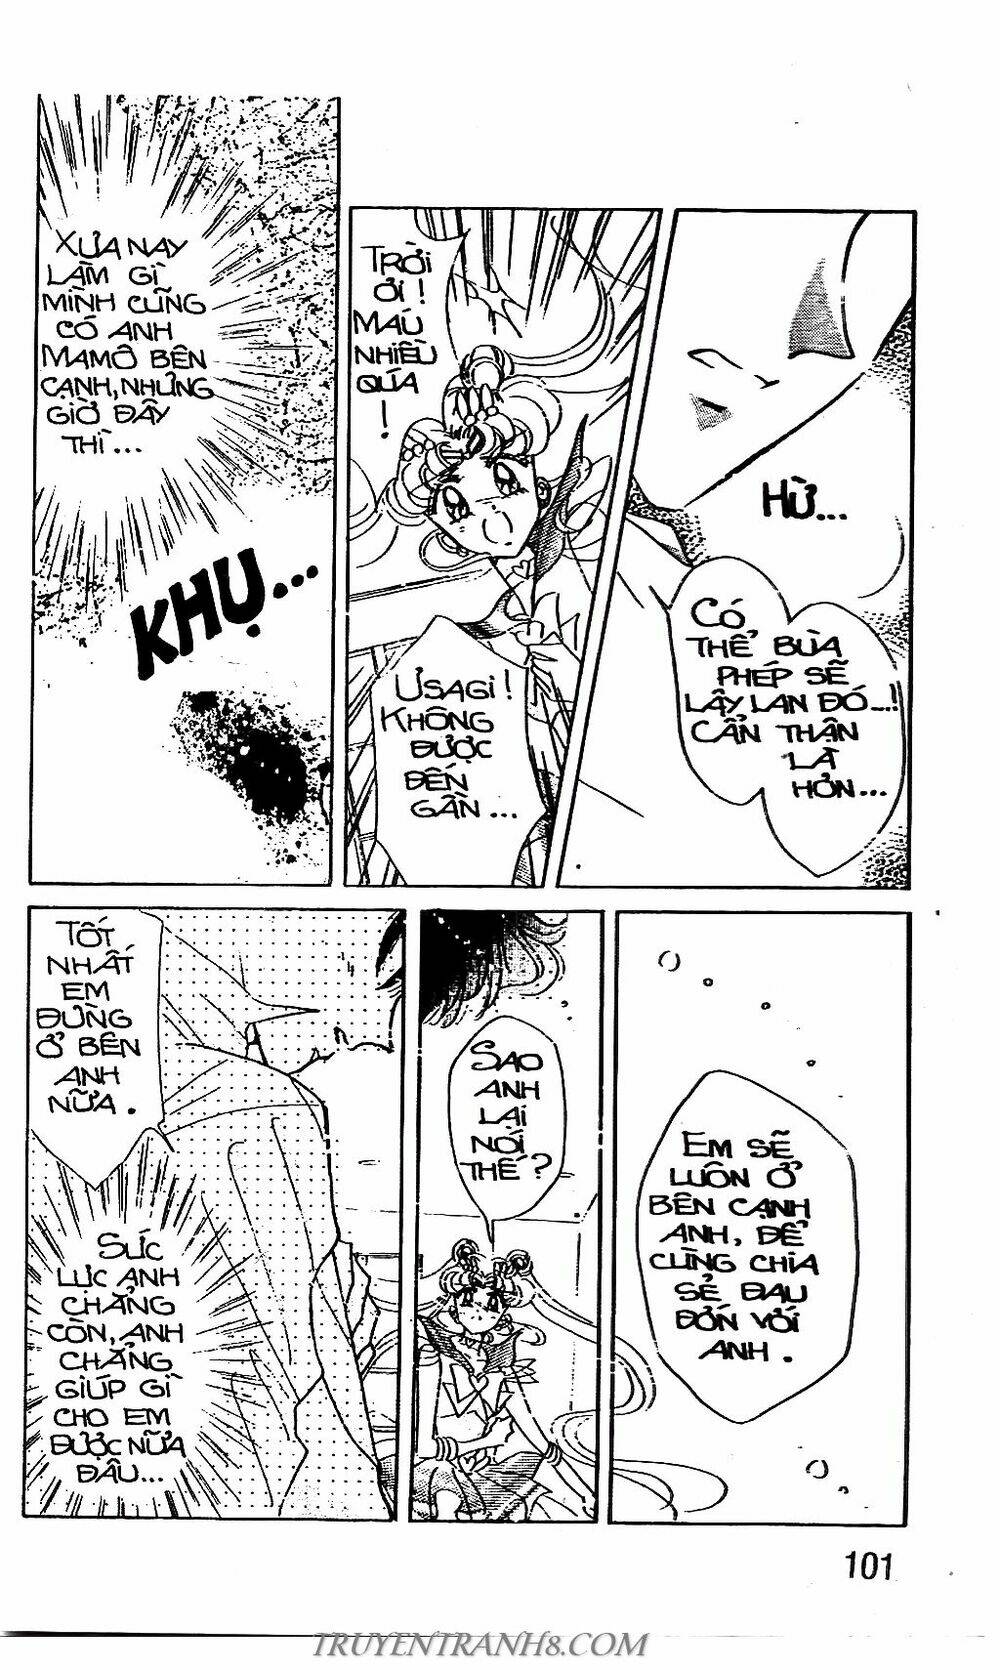 XƯA NAY
LÀM GÌ
MÌNH CŨNG
CÓ ANH
MAMÔ BÊN
CẠNH, NHƯNG
GIỜ ĐÂY
THÌ...
KHỤ...
TRỜI
ƠI!
MÁU
NHIỀU
QÚA
!
ƯSAGI!
KHÔNG
ĐƯỢC
ĐẾN
GẦN...
HỪ...
CÓ
THỂ BÙA
PHÉP SẼ
LÂY LAN ĐÓ...!
CẨN THẬN
LÀ
HƠN...
TỐT
NHẤT
EM
ĐỪNG
Ở BÊN
ANH
NỮA.
SỨC
LỰC ANH
CHẲNG
CÒN, ANH
CHẲNG
GIÚP GÌ
CHO EM
ĐƯỢC NỮA
ĐÂU...
SAO
ANH
LẠI
NÓI
THẾ?
EM SẼ
LUÔN Ở
BÊN CẠNH
ANH, ĐỂ
CÙNG CHIA
SẺ ĐAU
ĐỚN VỚI
ANH.
101
TRUYENTRANH8.COM